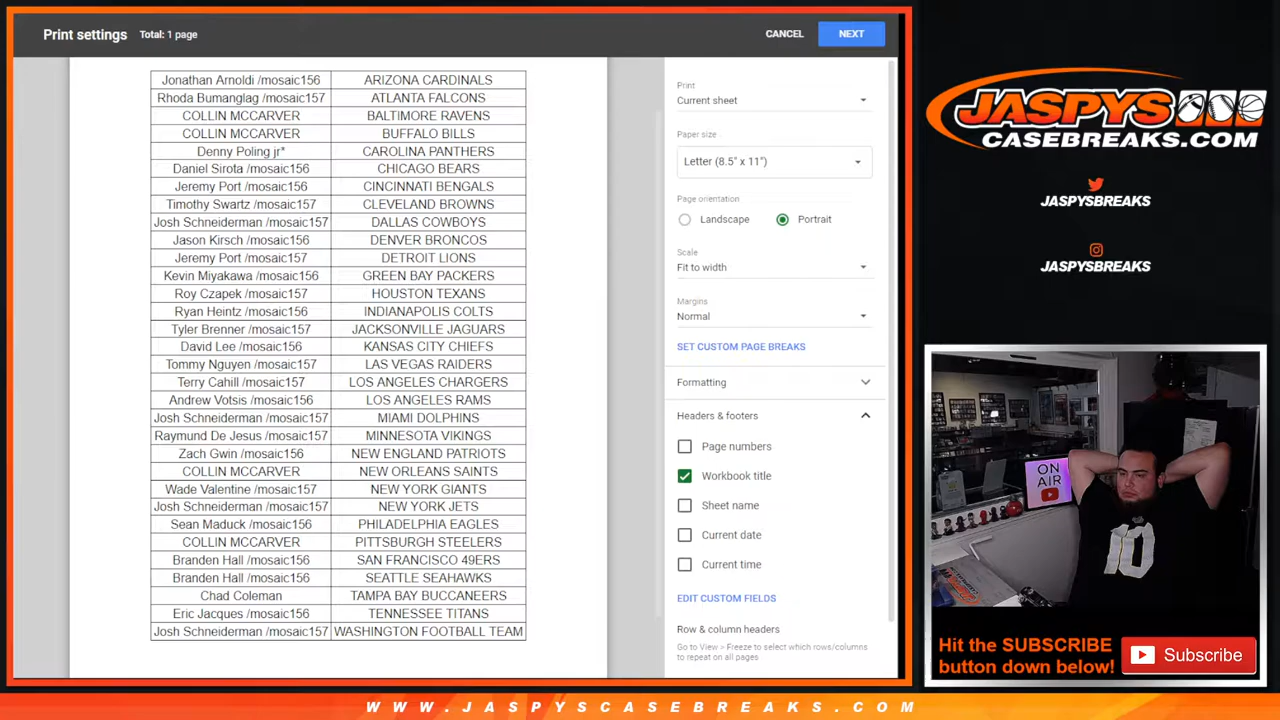 Print settings Total: 1 page CANCEL NEXT
Jonathan Arnoldi /mosaic156 ARIZONA CARDINALS
Rhoda Bumanglag /mosaic157 ATLANTA FALCONS
COLLIN MCCARVER BALTIMORE RAVENS
COLLIN MCCARVER BUFFALO BILLS
Denny Poling jr* CAROLINA PANTHERS
Daniel Sirota /mosaic156 CHICAGO BEARS
Jeremy Port /mosaic156 CINCINNATI BENGALS
Timothy Swartz /mosaic156 CLEVELAND BROWNS
Josh Schneiderman /mosaic157 DALLAS COWBOYS
Jason Kirsch /mosaic156 DENVER BRONCOS
Jeremy Port /mosaic157 DETROIT LIONS
Kevin Miyakawa /mosaic156 GREEN BAY PACKERS
Roy Czapek /mosaic157 HOUSTON TEXANS
Ryan Heintz /mosaic156 INDIANAPOLIS COLTS
Tyler Brenner /mosaic157 JACKSONVILLE JAGUARS
David Lee /mosaic156 KANSAS CITY CHIEFS
Tommy Nguyen /mosaic157 LAS VEGAS RAIDERS
Terry Cahill /mosaic157 LOS ANGELES CHARGERS
Andrew Votsis /mosaic156 LOS ANGELES RAMS
Josh Schneiderman /mosaic157 MIAMI DOLPHINS
Raymund De Jesus /mosaic157 MINNESOTA VIKINGS
Zach Gwin /mosaic156 NEW ENGLAND PATRIOTS
COLLIN MCCARVER NEW ORLEANS SAINTS
Wade Valentine /mosaic157 NEW YORK GIANTS
Josh Schneiderman /mosaic157 NEW YORK JETS
Sean Maduck /mosaic156 PHILADELPHIA EAGLES
COLLIN MCCARVER PITTSBURGH STEELERS
Branden Hall /mosaic156 SAN FRANCISCO 49ERS
Branden Hall /mosaic156 SEATTLE SEAHAWKS
Chad Coleman TAMPA BAY BUCCANEERS
Eric Jacques /mosaic156 TENNESSEE TITANS
Josh Schneiderman /mosaic157 WASHINGTON FOOTBALL TEAM
Print
Current sheet
Paper size
Letter (8.5" x 11")
Page orientation
Landscape Portrait
Scale
Fit to width
Margins
Normal
SET CUSTOM PAGE BREAKS
Formatting
Headers & footers
Page numbers
Workbook title
Sheet name
Current date
Current time
EDIT CUSTOM FIELDS
Row & column headers
Go to View > Freeze to select which rows/columns
to repeat on all pages
JASPYS
CASEBREAKS.COM
JASPYSBREAKS
JASPYSBREAKS
ON
AIR
10
Hit the SUBSCRIBE
button down below!
Subscribe
WWW.JASPYSCASEBREAKS.COM